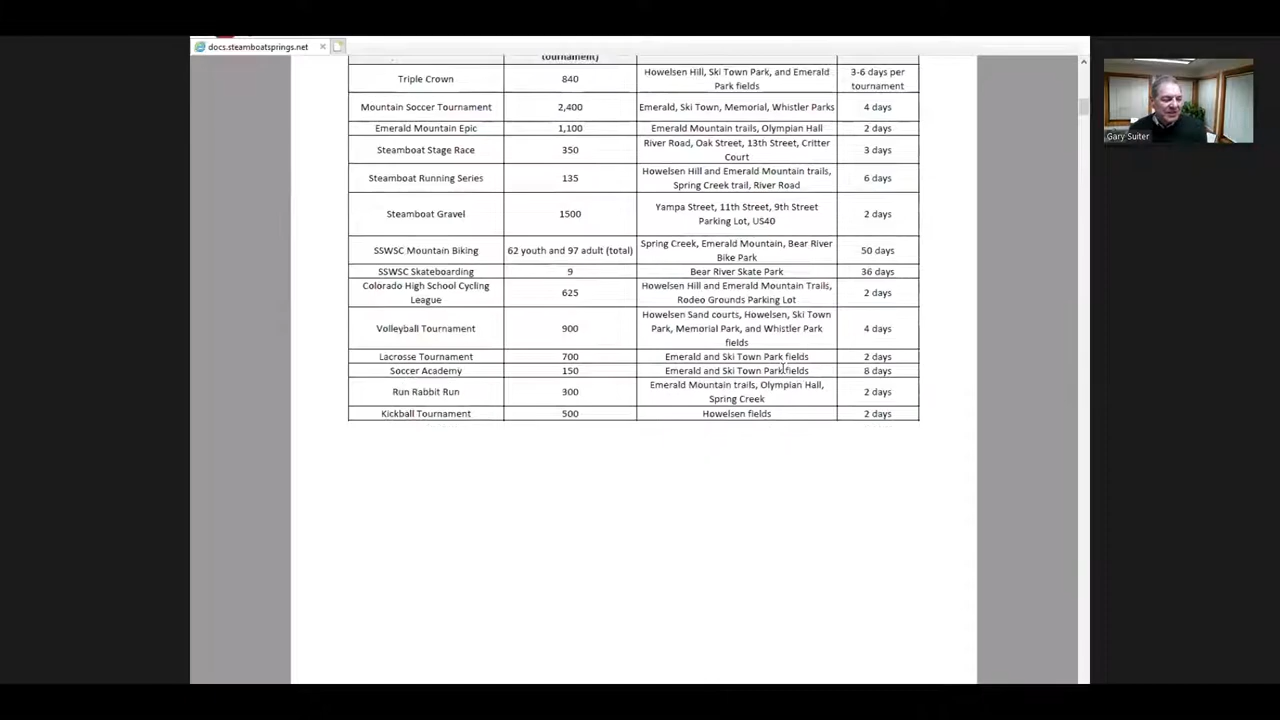 docs.steamboatsprings.net
tournament)
Triple Crown 840 Howelsen Hill, Ski Town Park, and Emerald 3-6 days per
Park fields tournament
Mountain Soccer Tournament 2,400 Emerald, Ski Town, Memorial, Whistler Parks 4 days
Emerald Mountain Epic 1,100 Emerald Mountain trails, Olympian Hall 2 days
Steamboat Stage Race 350 River Road, Oak Street, 13th Street, Critter 3 days
Court
Steamboat Running Series 135 Howelsen Hill and Emerald Mountain trails, 6 days
Spring Creek trail, River Road
Steamboat Gravel 1500 Yampa Street, 11th Street, 9th Street 2 days
Parking Lot, US40
SSWSC Mountain Biking 62 youth and 97 adult (total) Spring Creek, Emerald Mountain, Bear River 50 days
Bike Park
SSWSC Skateboarding 9 Bear River Skate Park 36 days
Colorado High School Cycling 625 Howelsen Hill and Emerald Mountain Trails, 2 days
League Rodeo Grounds Parking Lot
Volleyball Tournament 900 Howelsen Sand courts, Howelsen, Ski Town 4 days
Park, Memorial Park, and Whistler Park
fields
Lacrosse Tournament 700 Emerald and Ski Town Park fields 2 days
Soccer Academy 150 Emerald and Ski Town Park fields 8 days
Run Rabbit Run 300 Emerald Mountain trails, Olympian Hall, 2 days
Spring Creek
Kickball Tournament 500 Howelsen fields 2 days
Gary Suiter